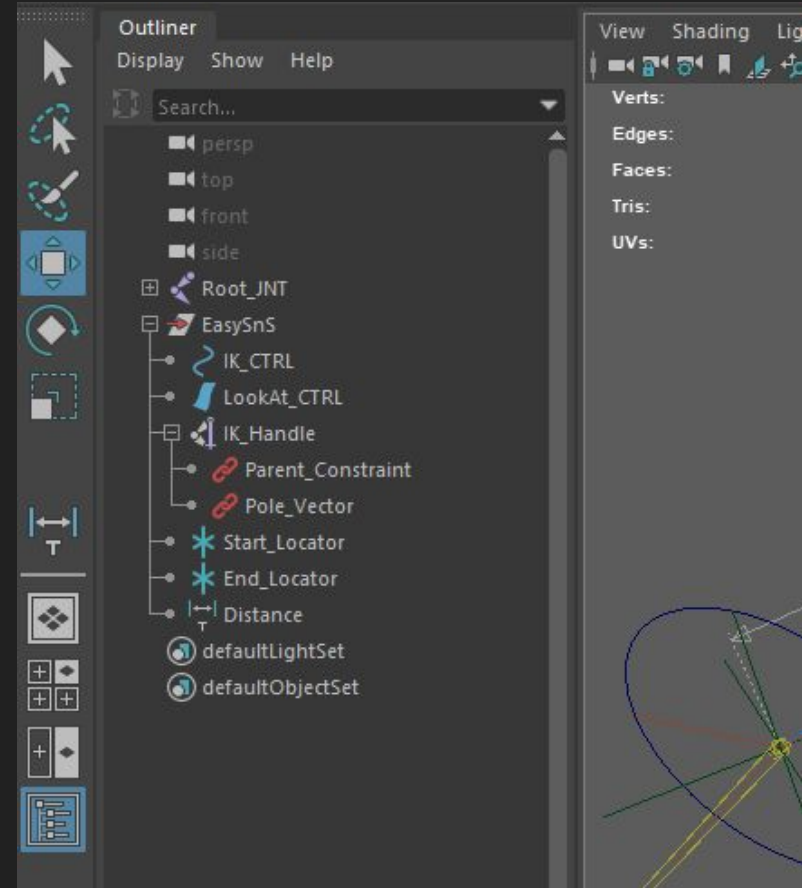 Outliner
Display Show Help
Search...
persp
top
front
side
Root_JNT
EasySnS
IK_CTRL
LookAt_CTRL
IK_Handle
Parent_Constraint
Pole_Vector
Start_Locator
End_Locator
T Distance
defaultLightSet
defaultObjectSet
T
View Shading Lig
Verts:
Edges:
Faces:
Tris:
UVs: